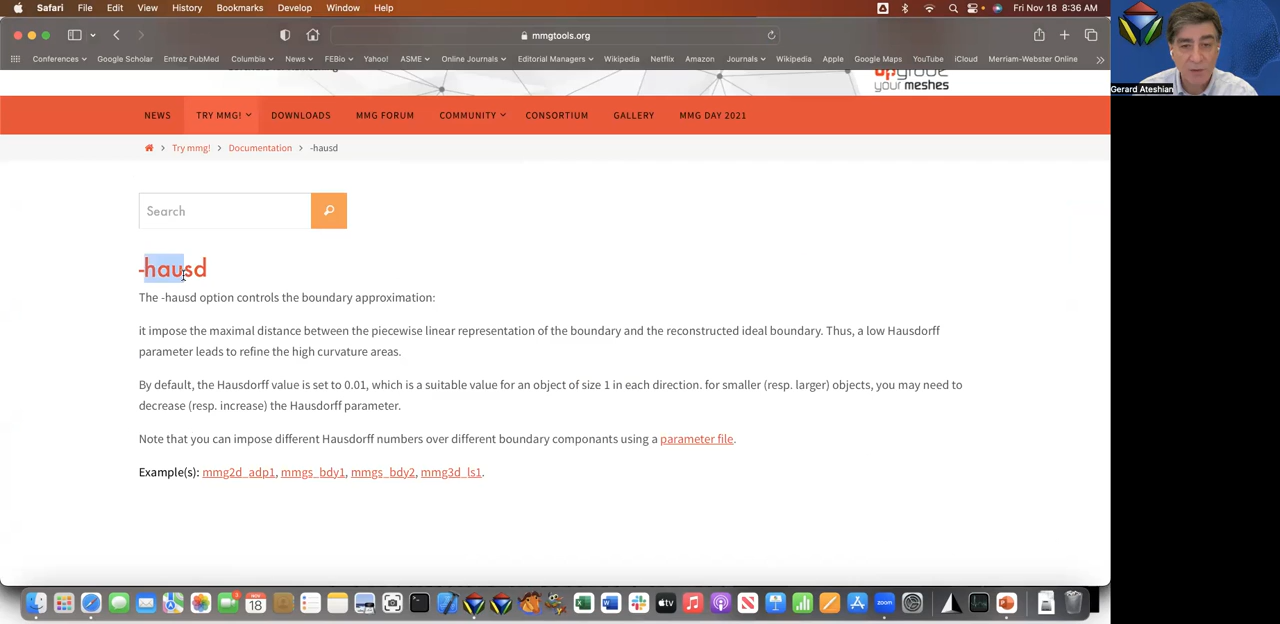 Safari File Edit View History Bookmarks Develop Window Help Fri Nov 18 8:36 AM
mmgtools.org
Conferences Google Scholar Entrez PubMed Columbia News FEBio Yahoo! ASME Online Journals Editorial Managers Wikipedia Netflix Amazon Journals Wikipedia Apple Google Maps YouTube iCloud Merriam-Webster Online
your meshes
Gerard Ateshian
NEWS TRY MMG! DOWNLOADS MMG FORUM COMMUNITY CONSORTIUM GALLERY MMG DAY 2021
Try mmg! Documentation -hausd
Search
-hausd
The -hausd option controls the boundary approximation:
it impose the maximal distance between the piecewise linear representation of the boundary and the reconstructed ideal boundary. Thus, a low Hausdorff
parameter leads to refine the high curvature areas.
By default, the Hausdorff value is set to 0.01, which is a suitable value for an object of size 1 in each direction. for smaller (resp. larger) objects, you may need to
decrease (resp. increase) the Hausdorff parameter.
Note that you can impose different Hausdorff numbers over different boundary componants using a parameter file.
Example(s): mmg2d_adp1, mmgs_bdy1, mmgs_bdy2, mmg3d_ls1.
NOV
18
tv
zoom